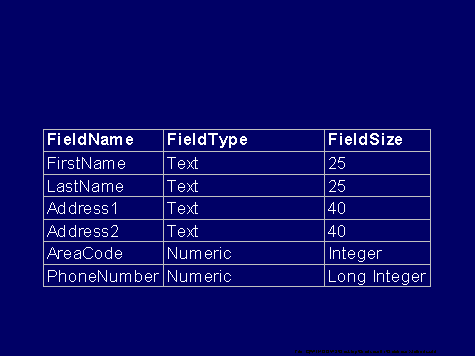 FieldName FieldType FieldSize
FirstName Text 25
LastName Text 25
Address1 Text 40
Address2 Text 40
AreaCode Numeric Integer
PhoneNumber Numeric Long Integer